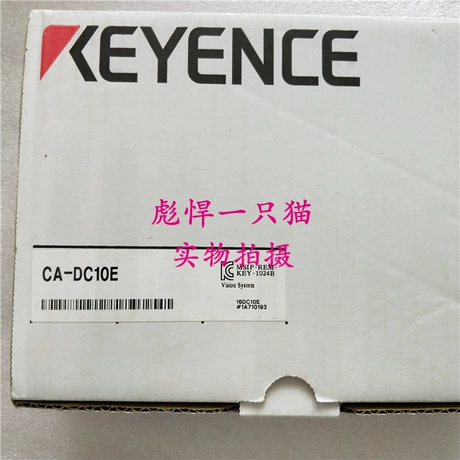 KEYENCE
彪悍一只猫
实物拍摄
CA-DC10E
MSIP-REM-
KEY-1024B
Vision System
16DC10E
#1A710193